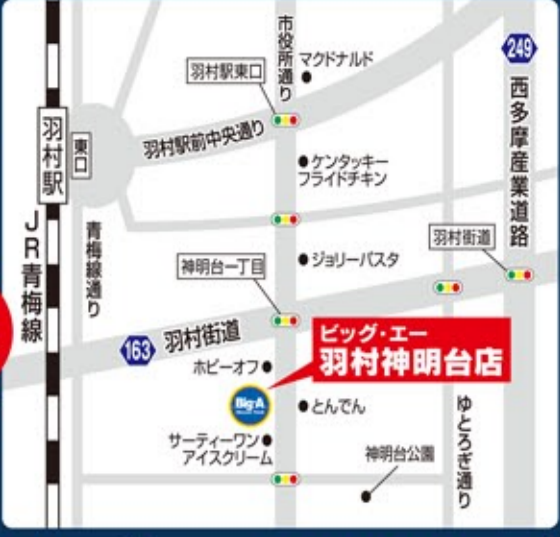 市役所通り
マクドナルド
249
羽村駅東口
西多摩産業道路
羽村駅
東口
羽村駅前中央通り
ケンタッキー
フライドチキン
JR青梅線
青梅線通り
羽村街道
神明台一丁目
ジョリーパスタ
163
羽村街道
ビッグ・エー
羽村神明台店
ホビーオフ
Big-A
とんでん
ゆとろぎ通り
サーティーワン
アイスクリーム
神明台公園